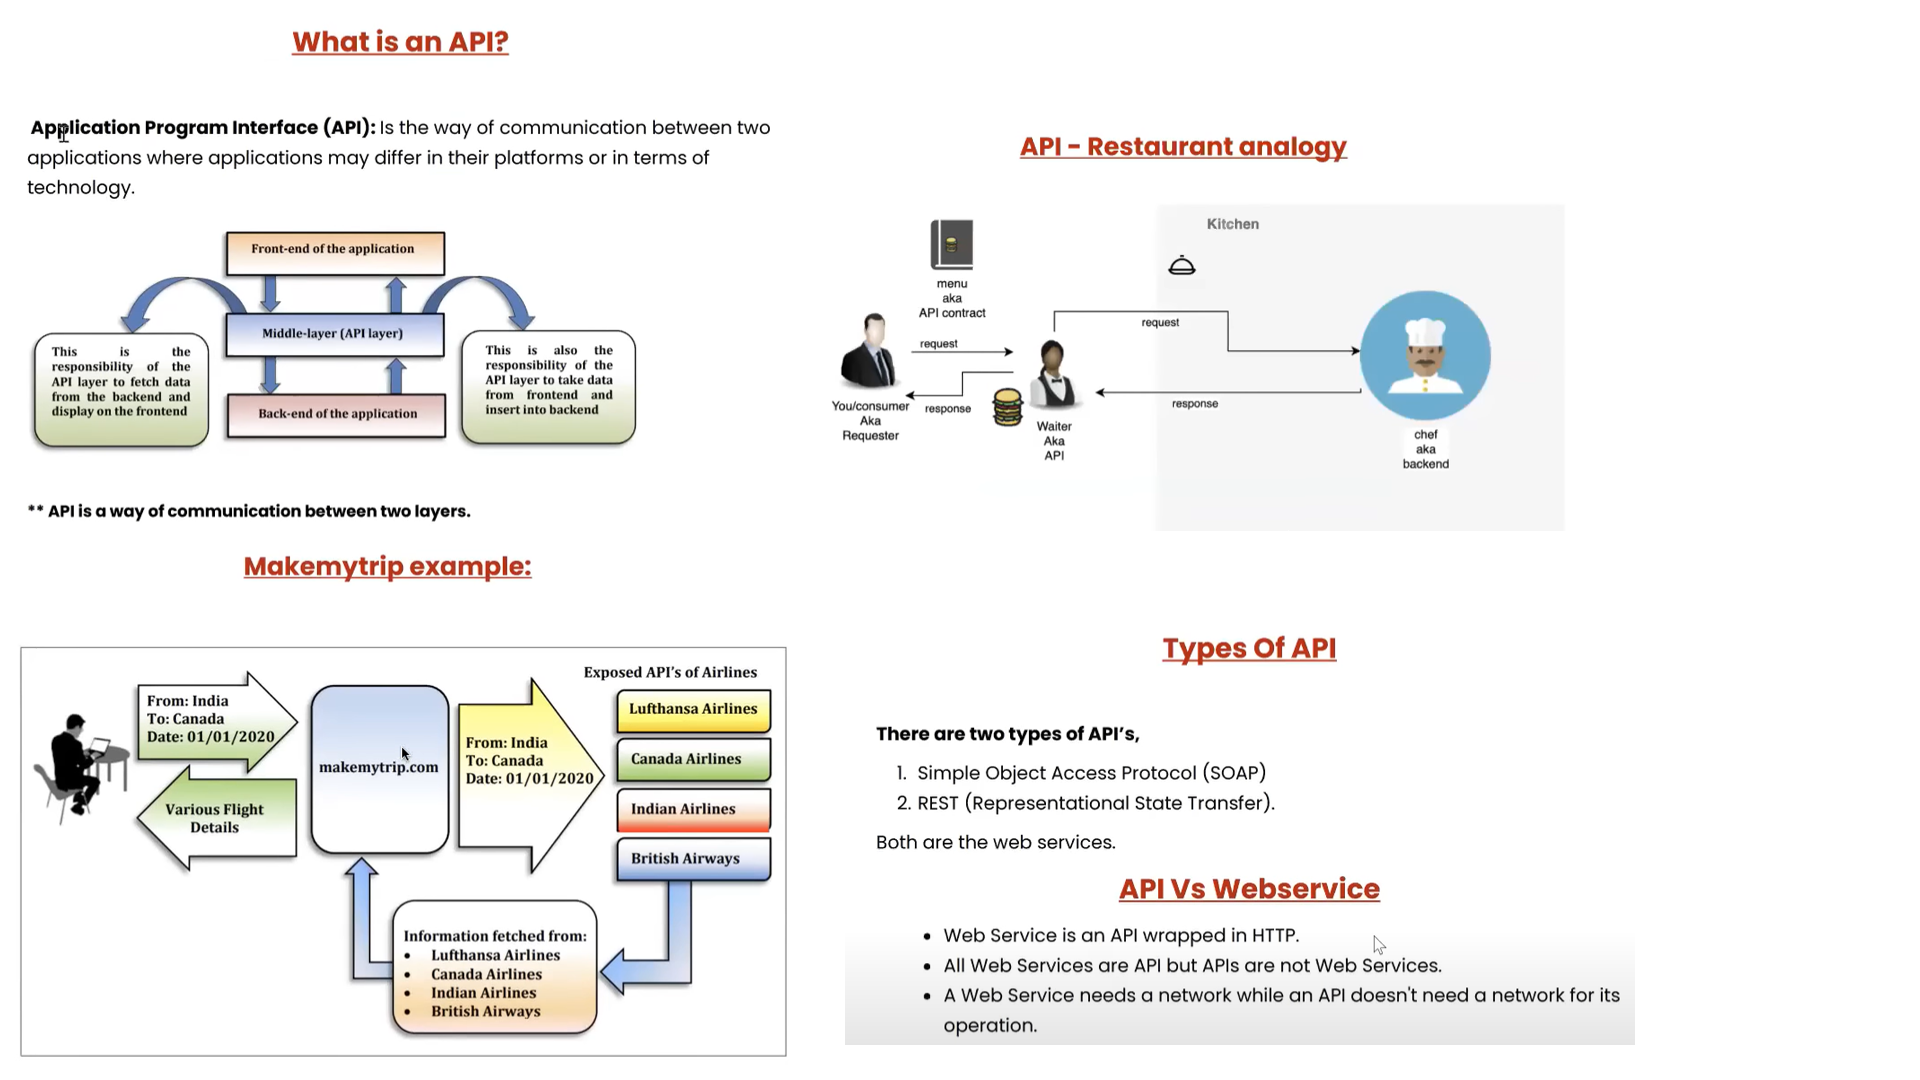 What is an API?
Application Program Interface (API): Is the way of communication between two
applications where applications may differ in their platforms or in terms of
technology.
Front-end of the application
Middle-layer (API layer)
Back-end of the application
This is the
responsibility of the
API layer to fetch data
from the backend and
display on the frontend
This is also the
responsibility of the
API layer to take data
from frontend and
insert into backend
** API is a way of communication between two layers.
API - Restaurant analogy
Kitchen
menu
aka
API contract
request
request
response
response
You/consumer
Aka
Requester
Waiter
Aka
API
chef
aka
backend
Makemytrip example:
From: India
To: Canada
Date: 01/01/2020
Various Flight
Details
makemytrip.com
From: India
To: Canada
Date: 01/01/2020
Exposed API's of Airlines
Lufthansa Airlines
Canada Airlines
Indian Airlines
British Airways
Information fetched from:
• Lufthansa Airlines
• Canada Airlines
• Indian Airlines
• British Airways
Types Of API
There are two types of API's,
1. Simple Object Access Protocol (SOAP)
2. REST (Representational State Transfer).
Both are the web services.
API Vs Webservice
• Web Service is an API wrapped in HTTP.
• All Web Services are API but APIs are not Web Services.
• A Web Service needs a network while an API doesn't need a network for its
operation.